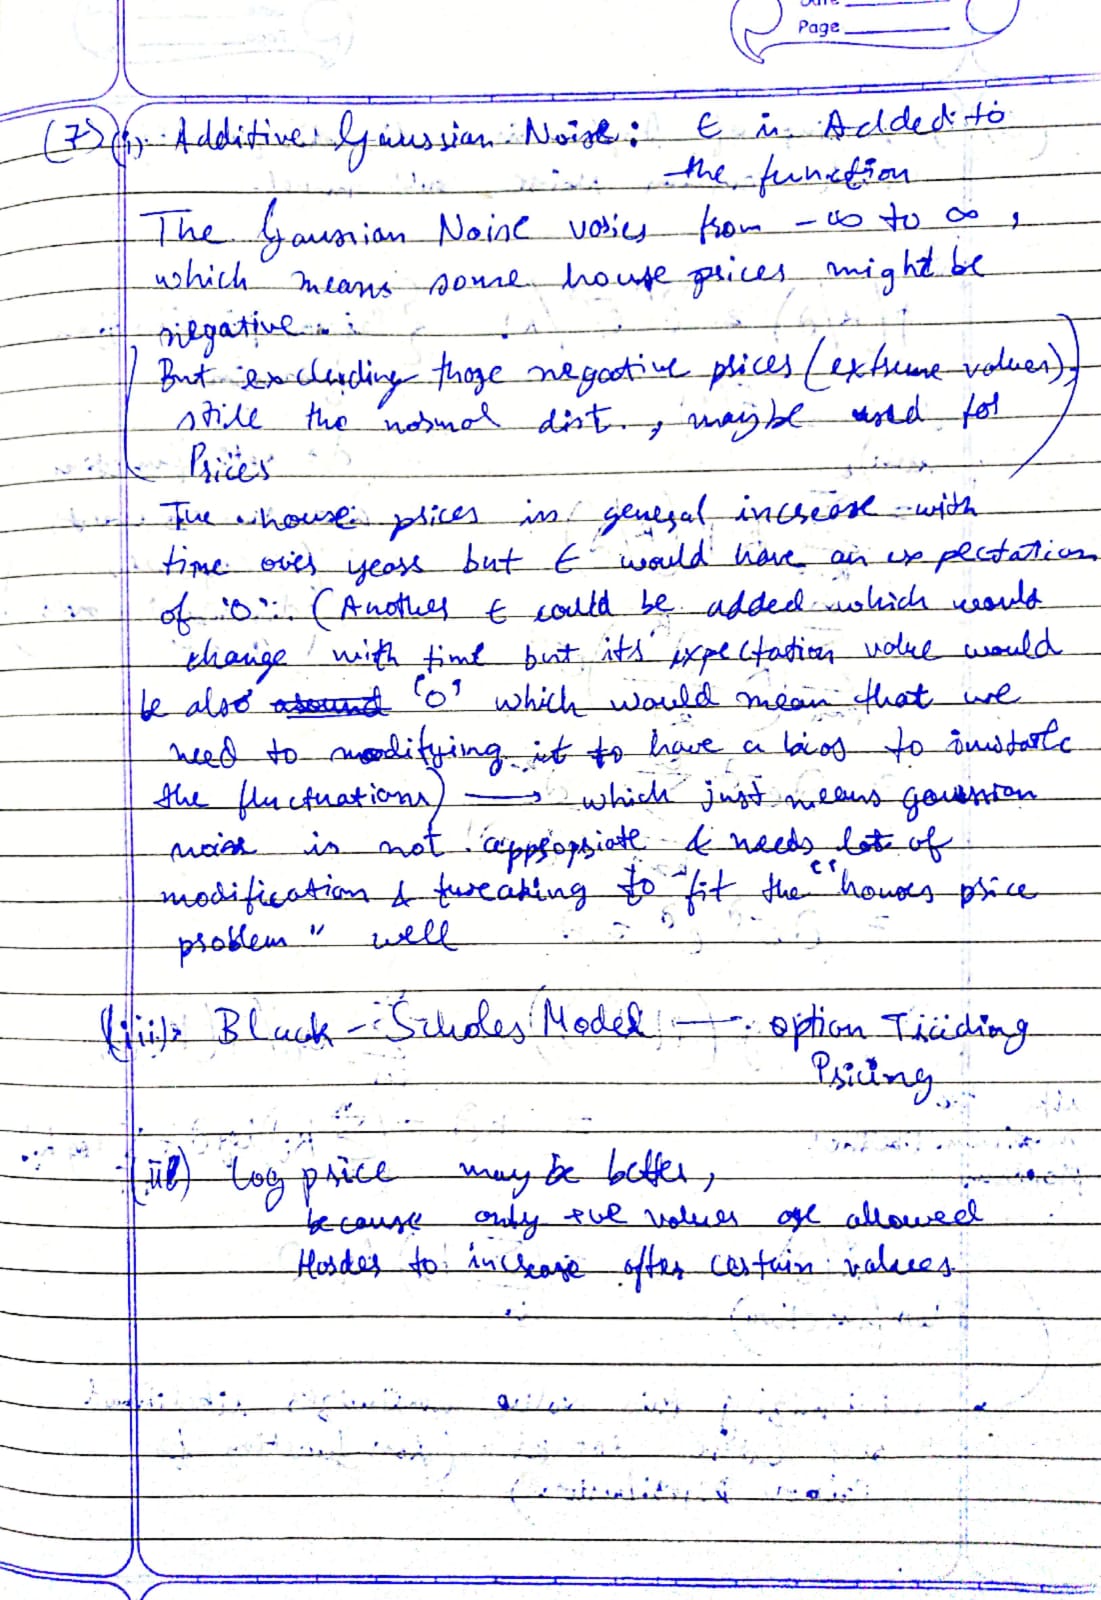 Date
Page
(7) (i) Additive Gaussian Noise: ϵ is Added to
the function
The Gaussian Noise varies from -∞ to ∞,
which means some house prices might be
negative.
(But excluding those negative prices (extreme values),
still the normal dist., maybe used for
Prices)
The house prices in general increase with
time over years but ϵ would have an expectation
of '0'. (Another ϵ could be added which would
change with time but its expectation value would
be also around '0' which would mean that we
need to modifying it to have a bias to
the fluctuations) → which just means gaussian
noise is not appropriate & needs lot of
modification & tweaking to fit the "houses price
problem" well
(iii) Black-Scholes Model — option Trading
Pricing
(ii) Log price may be better,
because only +ve values are allowed
Harder to increase after certain values.